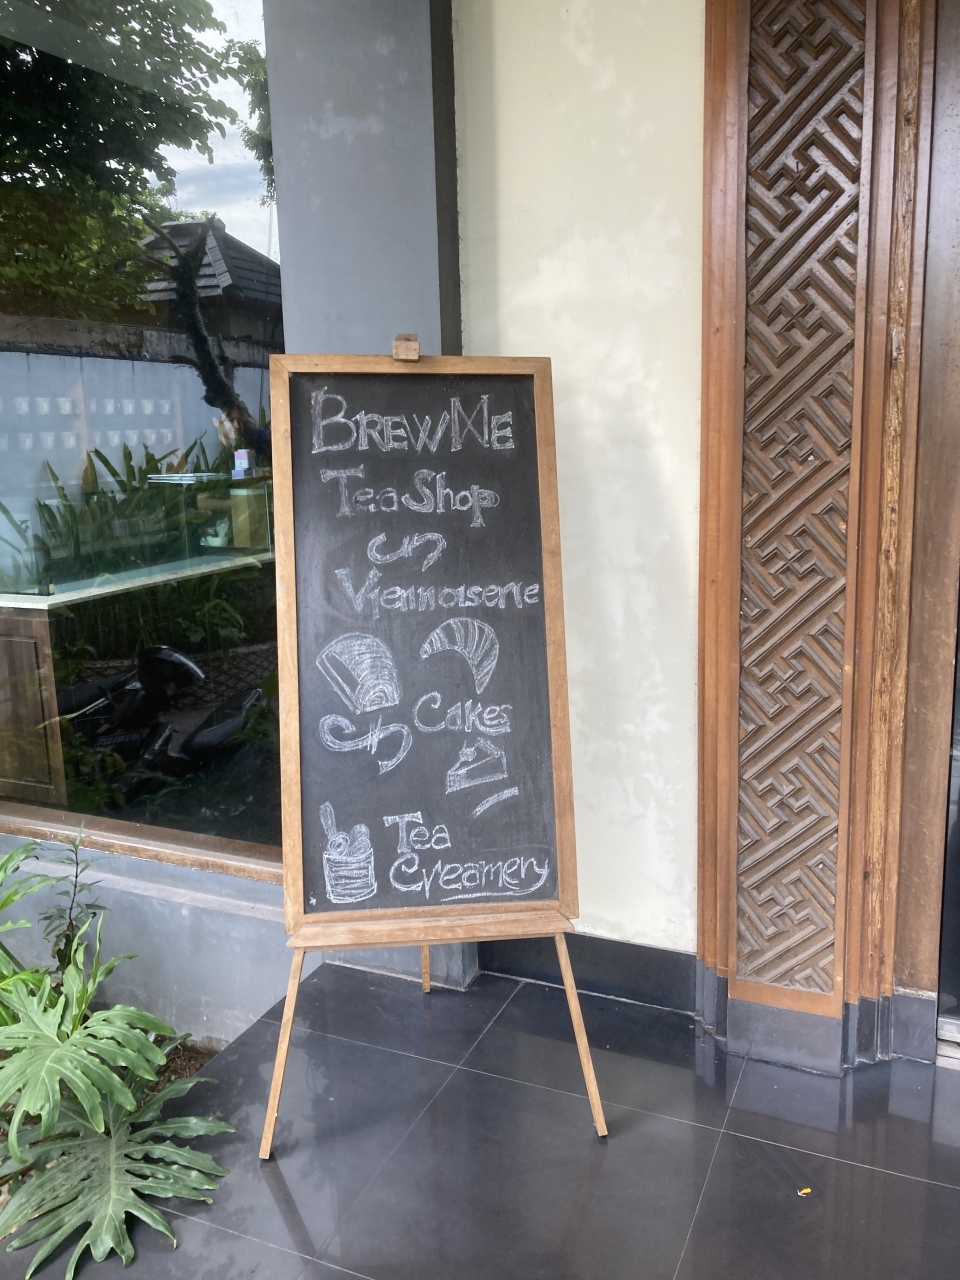 BREWME
Tea Shop
Viennoiserie
Cakes
Tea
Creamery